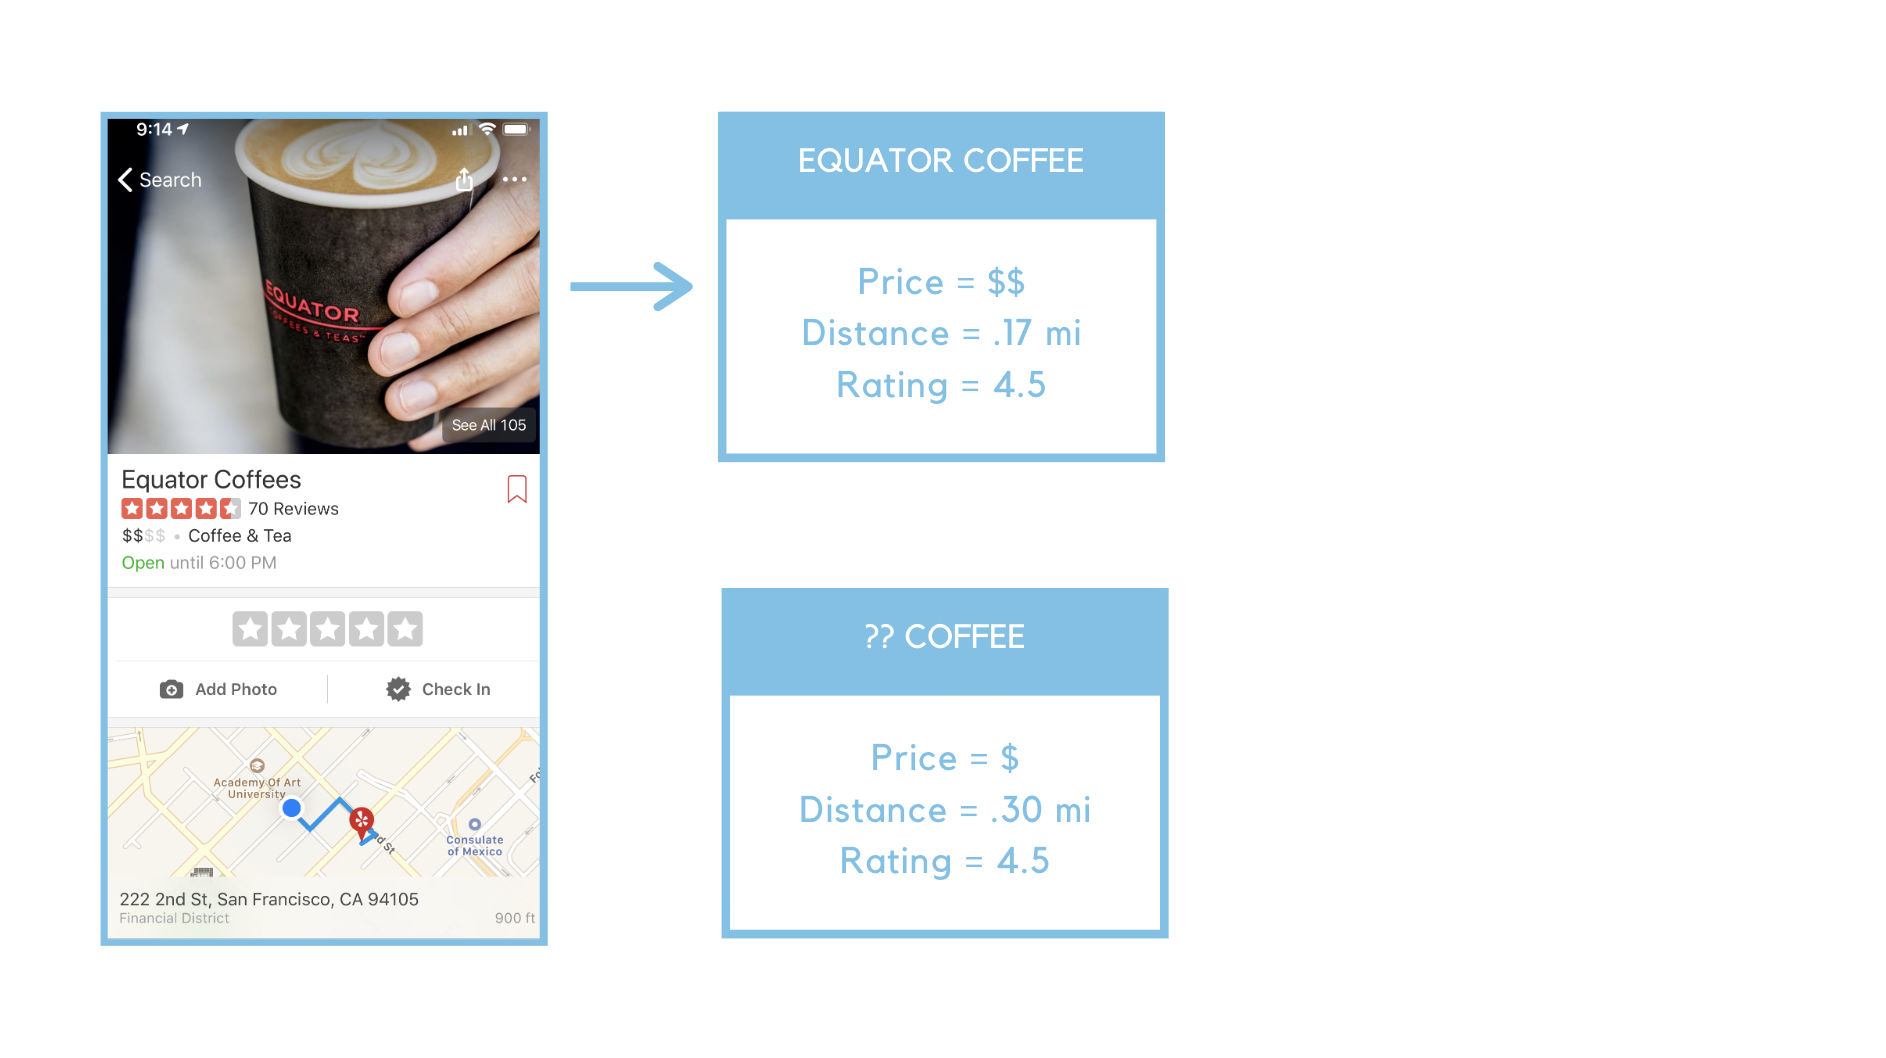 9:14
Search
EQUATOR
COFFEES & TEAS
See All 105
Equator Coffees
70 Reviews
$$$$ • Coffee & Tea
Open until 6:00 PM
Add Photo
Check In
Academy Of Art
University
nd St
Fol
Consulate
of Mexico
222 2nd St, San Francisco, CA 94105
Financial District
900 ft
EQUATOR COFFEE
Price = $$
Distance = .17 mi
Rating = 4.5
?? COFFEE
Price = $
Distance = .30 mi
Rating = 4.5